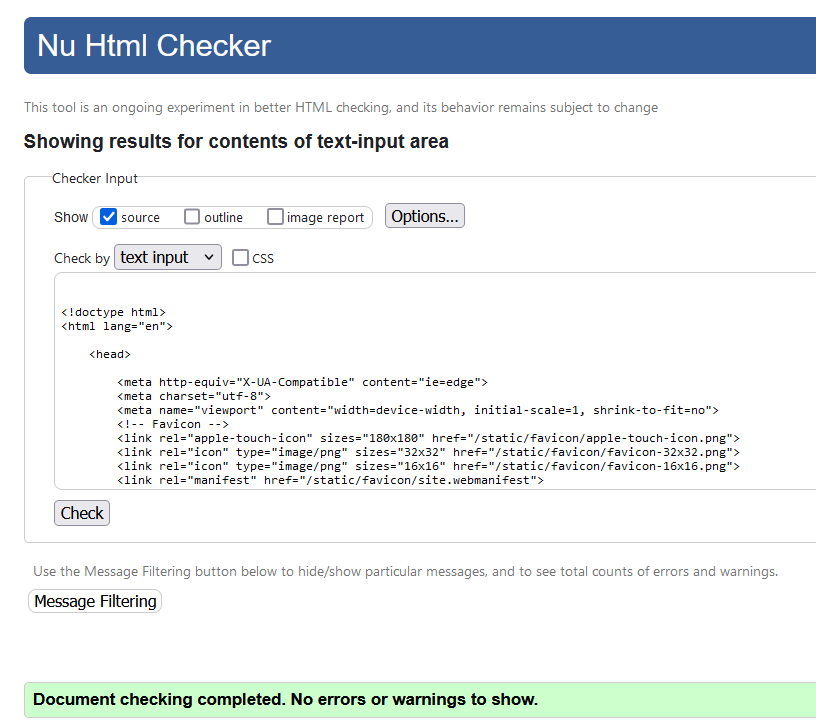 Nu Html Checker
This tool is an ongoing experiment in better HTML checking, and its behavior remains subject to change
Showing results for contents of text-input area
Checker Input
Show source outline image report Options...
Check by text input CSS
<!doctype html>
<html lang="en">
<head>
<meta http-equiv="X-UA-Compatible" content="ie=edge">
<meta charset="utf-8">
<meta name="viewport" content="width=device-width, initial-scale=1, shrink-to-fit=no">
<!-- Favicon -->
<link rel="apple-touch-icon" sizes="180x180" href="/static/favicon/apple-touch-icon.png">
<link rel="icon" type="image/png" sizes="32x32" href="/static/favicon/favicon-32x32.png">
<link rel="icon" type="image/png" sizes="16x16" href="/static/favicon/favicon-16x16.png">
<link rel="manifest" href="/static/favicon/site.webmanifest">
Check
Use the Message Filtering button below to hide/show particular messages, and to see total counts of errors and warnings.
Message Filtering
Document checking completed. No errors or warnings to show.